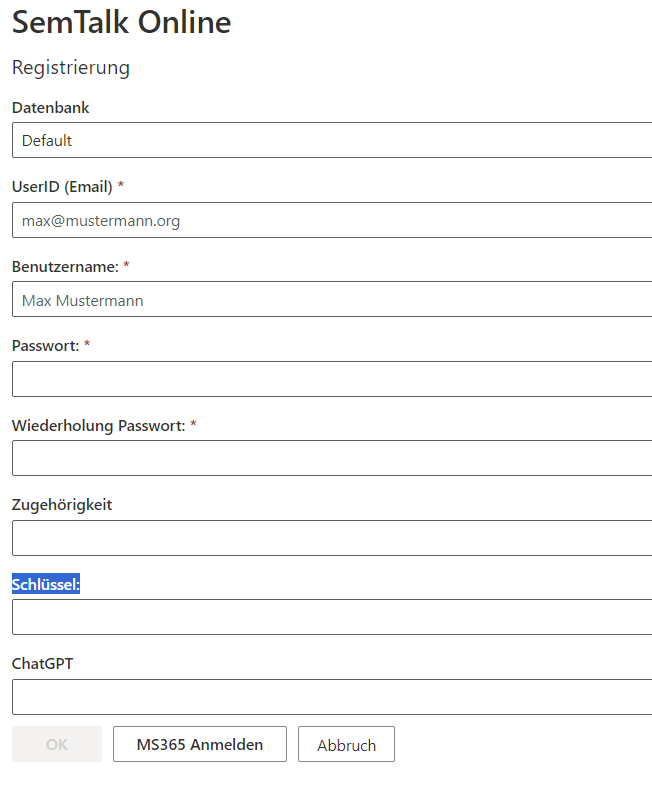 SemTalk Online
Registrierung
Datenbank
Default
UserID (Email) *
max@mustermann.org
Benutzername: *
Max Mustermann
Passwort: *
Wiederholung Passwort: *
Zugehörigkeit
Schlüssel:
ChatGPT
OK MS365 Anmelden Abbruch